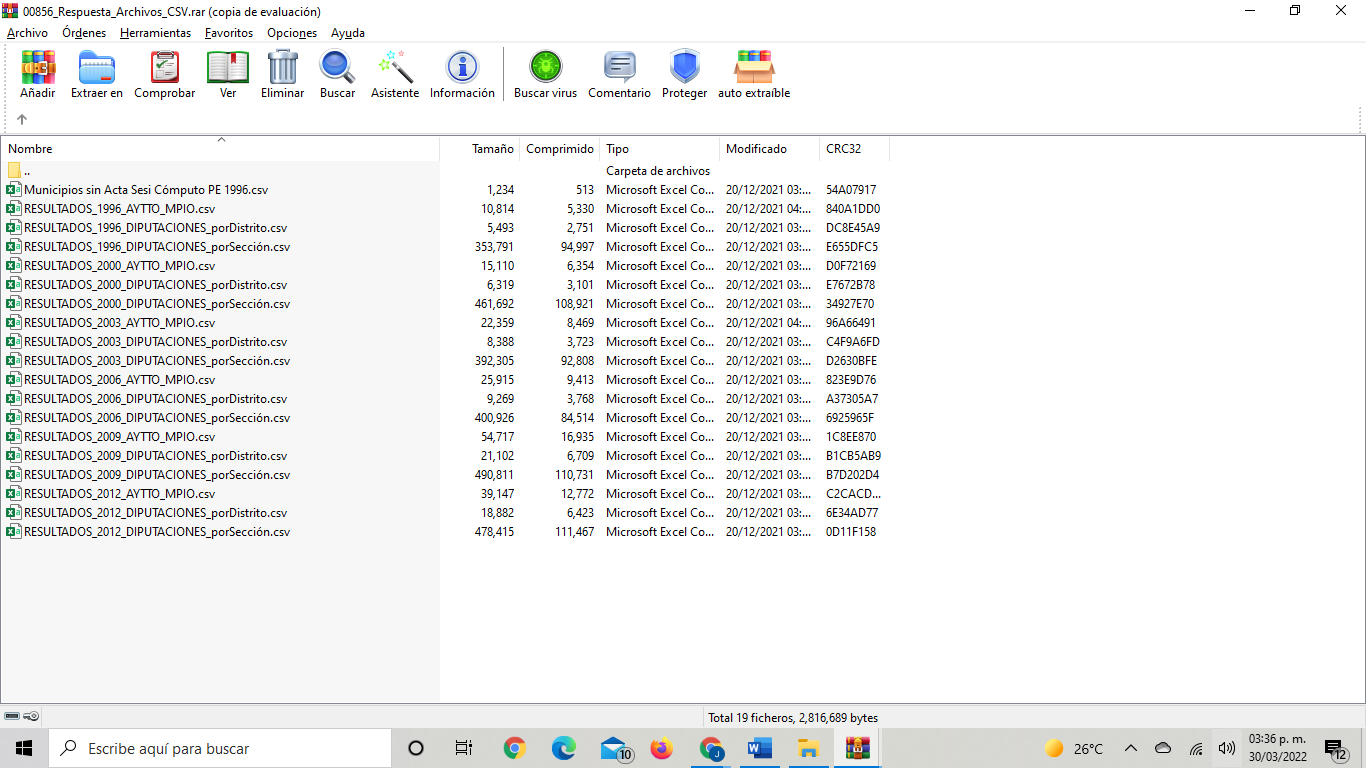 00856_Respuesta_Archivos_CSV.rar (copia de evaluación)
Archivo Órdenes Herramientas Favoritos Opciones Ayuda
Añadir Extraer en Comprobar Ver Eliminar Buscar Asistente Información Buscar virus Comentario Proteger auto extraíble
Nombre Tamaño Comprimido Tipo Modificado CRC32
.. Carpeta de archivos
Municipios sin Acta Sesi Cómputo PE 1996.csv 1,234 513 Microsoft Excel Co... 20/12/2021 03:... 54A07917
RESULTADOS_1996_AYTTO_MPIO.csv 10,814 5,330 Microsoft Excel Co... 20/12/2021 04:... 840A1DD0
RESULTADOS_1996_DIPUTACIONES_porDistrito.csv 5,493 2,751 Microsoft Excel Co... 20/12/2021 03:... DC8E45A9
RESULTADOS_1996_DIPUTACIONES_porSección.csv 353,791 94,997 Microsoft Excel Co... 20/12/2021 03:... E655DFC5
RESULTADOS_2000_AYTTO_MPIO.csv 15,110 6,354 Microsoft Excel Co... 20/12/2021 03:... D0F72169
RESULTADOS_2000_DIPUTACIONES_porDistrito.csv 6,319 3,101 Microsoft Excel Co... 20/12/2021 03:... E7672B78
RESULTADOS_2000_DIPUTACIONES_porSección.csv 461,692 108,921 Microsoft Excel Co... 20/12/2021 03:... 34927E70
RESULTADOS_2003_AYTTO_MPIO.csv 22,359 8,469 Microsoft Excel Co... 20/12/2021 04:... 96A66491
RESULTADOS_2003_DIPUTACIONES_porDistrito.csv 8,388 3,723 Microsoft Excel Co... 20/12/2021 03:... C4F9A6FD
RESULTADOS_2003_DIPUTACIONES_porSección.csv 392,305 92,808 Microsoft Excel Co... 20/12/2021 03:... D2630BFE
RESULTADOS_2006_AYTTO_MPIO.csv 25,915 9,413 Microsoft Excel Co... 20/12/2021 03:... 823E9D76
RESULTADOS_2006_DIPUTACIONES_porDistrito.csv 9,269 3,768 Microsoft Excel Co... 20/12/2021 03:... A37305A7
RESULTADOS_2006_DIPUTACIONES_porSección.csv 400,926 84,514 Microsoft Excel Co... 20/12/2021 03:... 6925965F
RESULTADOS_2009_AYTTO_MPIO.csv 54,717 16,935 Microsoft Excel Co... 20/12/2021 03:... 1C8EE870
RESULTADOS_2009_DIPUTACIONES_porDistrito.csv 21,102 6,709 Microsoft Excel Co... 20/12/2021 03:... B1CB5AB9
RESULTADOS_2009_DIPUTACIONES_porSección.csv 490,811 110,731 Microsoft Excel Co... 20/12/2021 03:... B7D202D4
RESULTADOS_2012_AYTTO_MPIO.csv 39,147 12,772 Microsoft Excel Co... 20/12/2021 03:... C2CACD...
RESULTADOS_2012_DIPUTACIONES_porDistrito.csv 18,882 6,423 Microsoft Excel Co... 20/12/2021 03:... 6E34AD77
RESULTADOS_2012_DIPUTACIONES_porSección.csv 478,415 111,467 Microsoft Excel Co... 20/12/2021 03:... 0D11F158
Total 19 ficheros, 2,816,689 bytes
Escribe aquí para buscar 10 J W 26°C 03:36 p. m.
30/03/2022 12